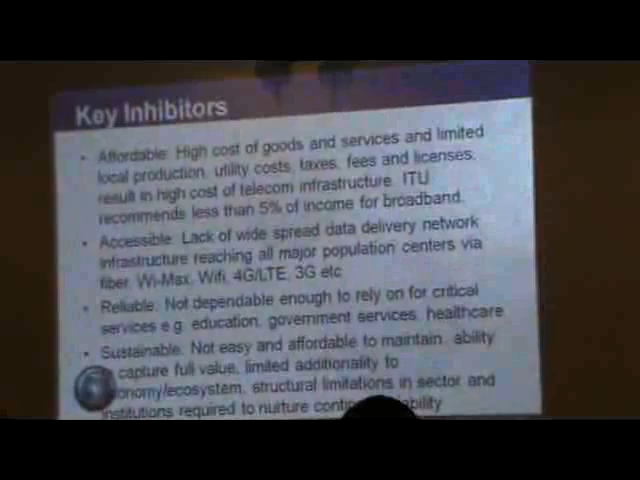 Key Inhibitors
• Affordable: High cost of goods and services and limited
local production, utility costs, taxes, fees and licenses,
result in high cost of telecom infrastructure. ITU
recommends less than 5% of income for broadband.
• Accessible: Lack of wide spread data delivery network
infrastructure reaching all major population centers via
fiber, Wi-Max, Wifi, 4G/LTE, 3G etc
• Reliable: Not dependable enough to rely on for critical
services e.g. education, government services, healthcare
• Sustainable: Not easy and affordable to maintain, ability
capture full value, limited additionality to
structural limitations in sector and
institutions required to nurture